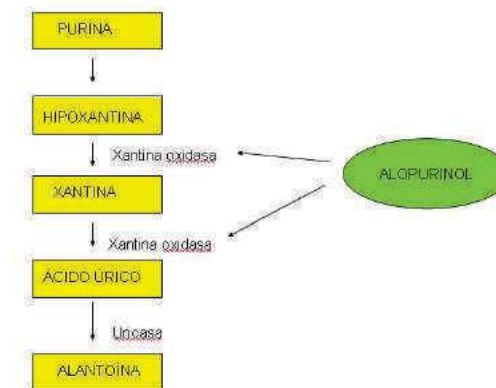 PURINA
HIPOXANTINA
Xantina oxidasa
ALOPURINOL
XANTINA
Xantina oxidasa
ÁCIDO ÚRICO
Uricasa
ALANTOÍNA